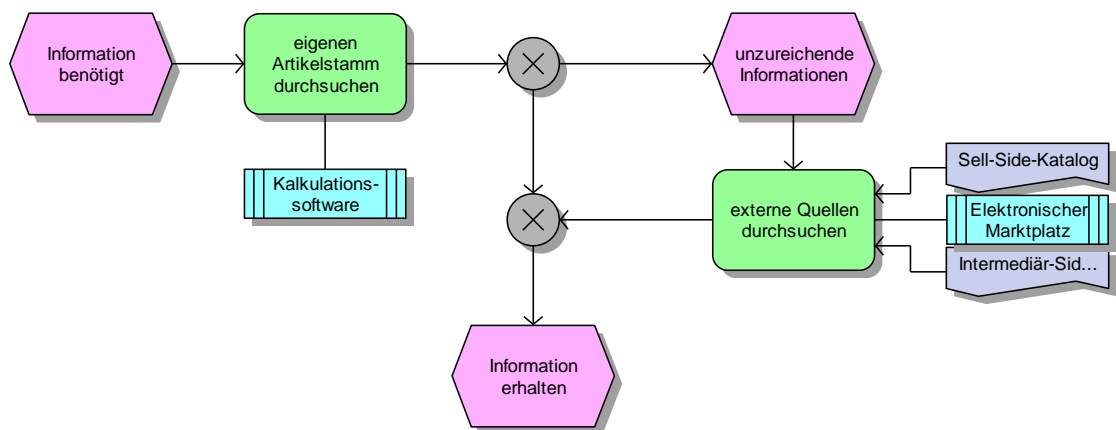 Information
benötigt
eigenen
Artikelstamm
durchsuchen
unzureichende
Informationen
Kalkulations-
software
externe Quellen
durchsuchen
Sell-Side-Katalog
Elektronischer
Marktplatz
Intermediär-Sid...
Information
erhalten